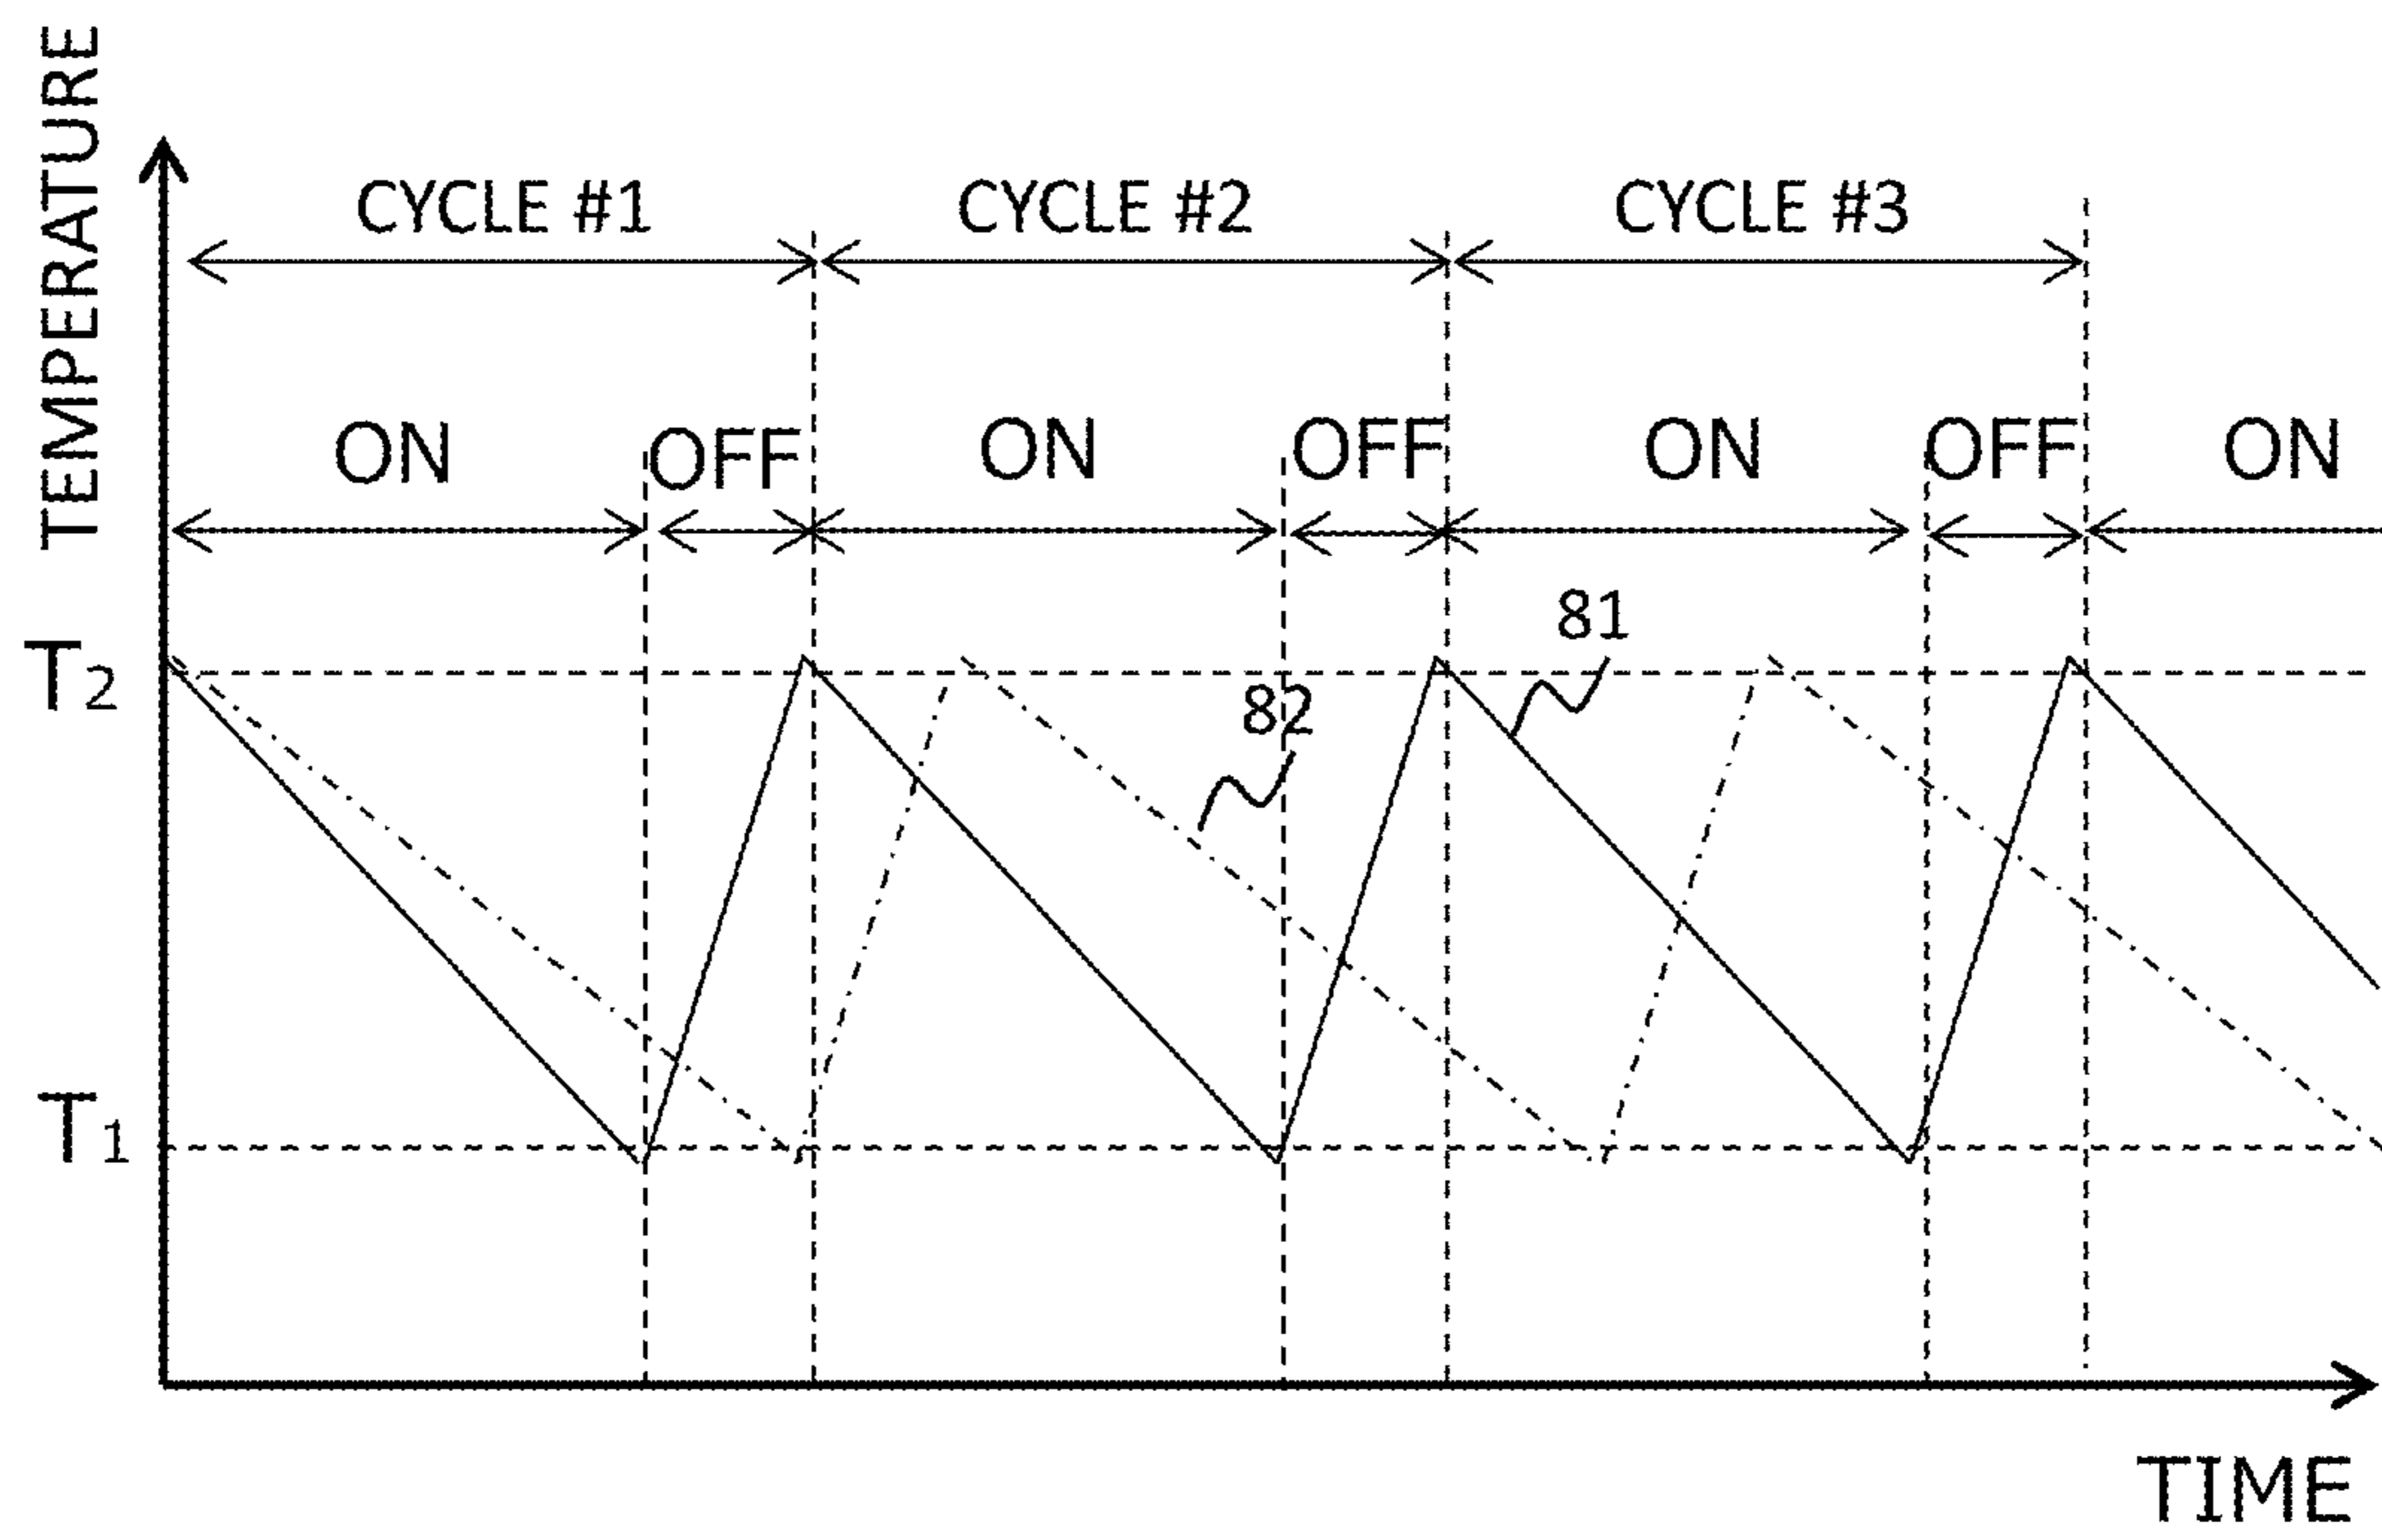 TEMPERATURE
CYCLE #1 CYCLE #2 CYCLE #3
ON OFF ON OFF ON OFF ON
81
T2
82
T1
TIME